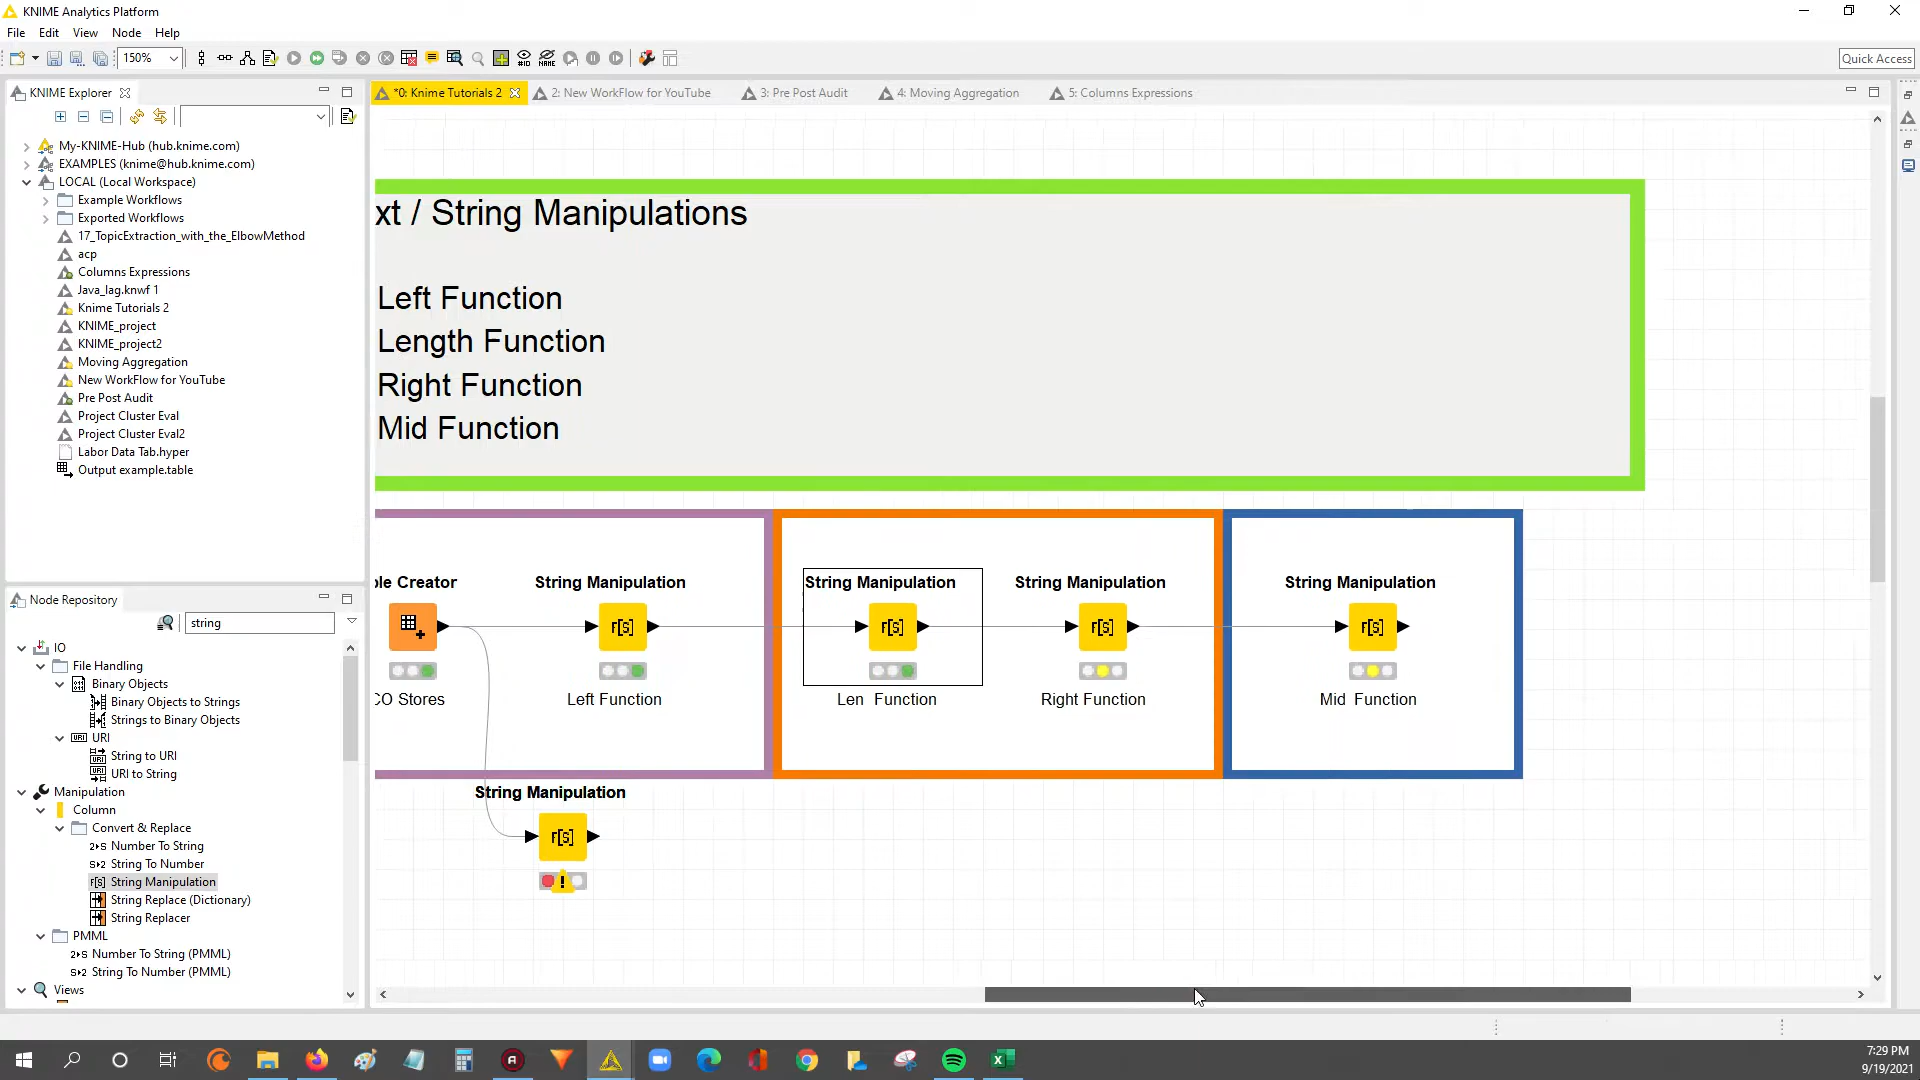 KNIME Analytics Platform
File Edit View Node Help
150%
Quick Access
KNIME Explorer
*0: Knime Tutorials 2
2: New WorkFlow for YouTube
3: Pre Post Audit
4: Moving Aggregation
5: Columns Expressions
My-KNIME-Hub (hub.knime.com)
EXAMPLES (knime@hub.knime.com)
LOCAL (Local Workspace)
Example Workflows
Exported Workflows
17_TopicExtraction_with_the_ElbowMethod
acp
Columns Expressions
Java_lag.knwf 1
Knime Tutorials 2
KNIME_project
KNIME_project2
Moving Aggregation
New WorkFlow for YouTube
Pre Post Audit
Project Cluster Eval
Project Cluster Eval2
Labor Data Tab.hyper
Output example.table
Node Repository
string
IO
File Handling
Binary Objects
Binary Objects to Strings
Strings to Binary Objects
URI
String to URI
URI to String
Manipulation
Column
Convert & Replace
Number To String
String To Number
String Manipulation
String Replace (Dictionary)
String Replacer
PMML
Number To String (PMML)
String To Number (PMML)
Views
xt / String Manipulations
Left Function
Length Function
Right Function
Mid Function
ble Creator
String Manipulation
String Manipulation
String Manipulation
String Manipulation
r[s]
r[s]
r[s]
r[s]
CO Stores
Left Function
Len Function
Right Function
Mid Function
String Manipulation
r[s]
7:29 PM
9/19/2021